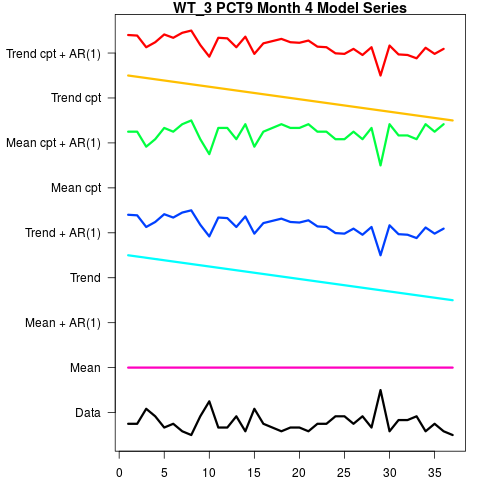 WT_3 PCT9 Month 4 Model Series
Trend cpt + AR(1)
Trend cpt
Mean cpt + AR(1)
Mean cpt
Trend + AR(1)
Trend
Mean + AR(1)
Mean
Data
0 5 10 15 20 25 30 35